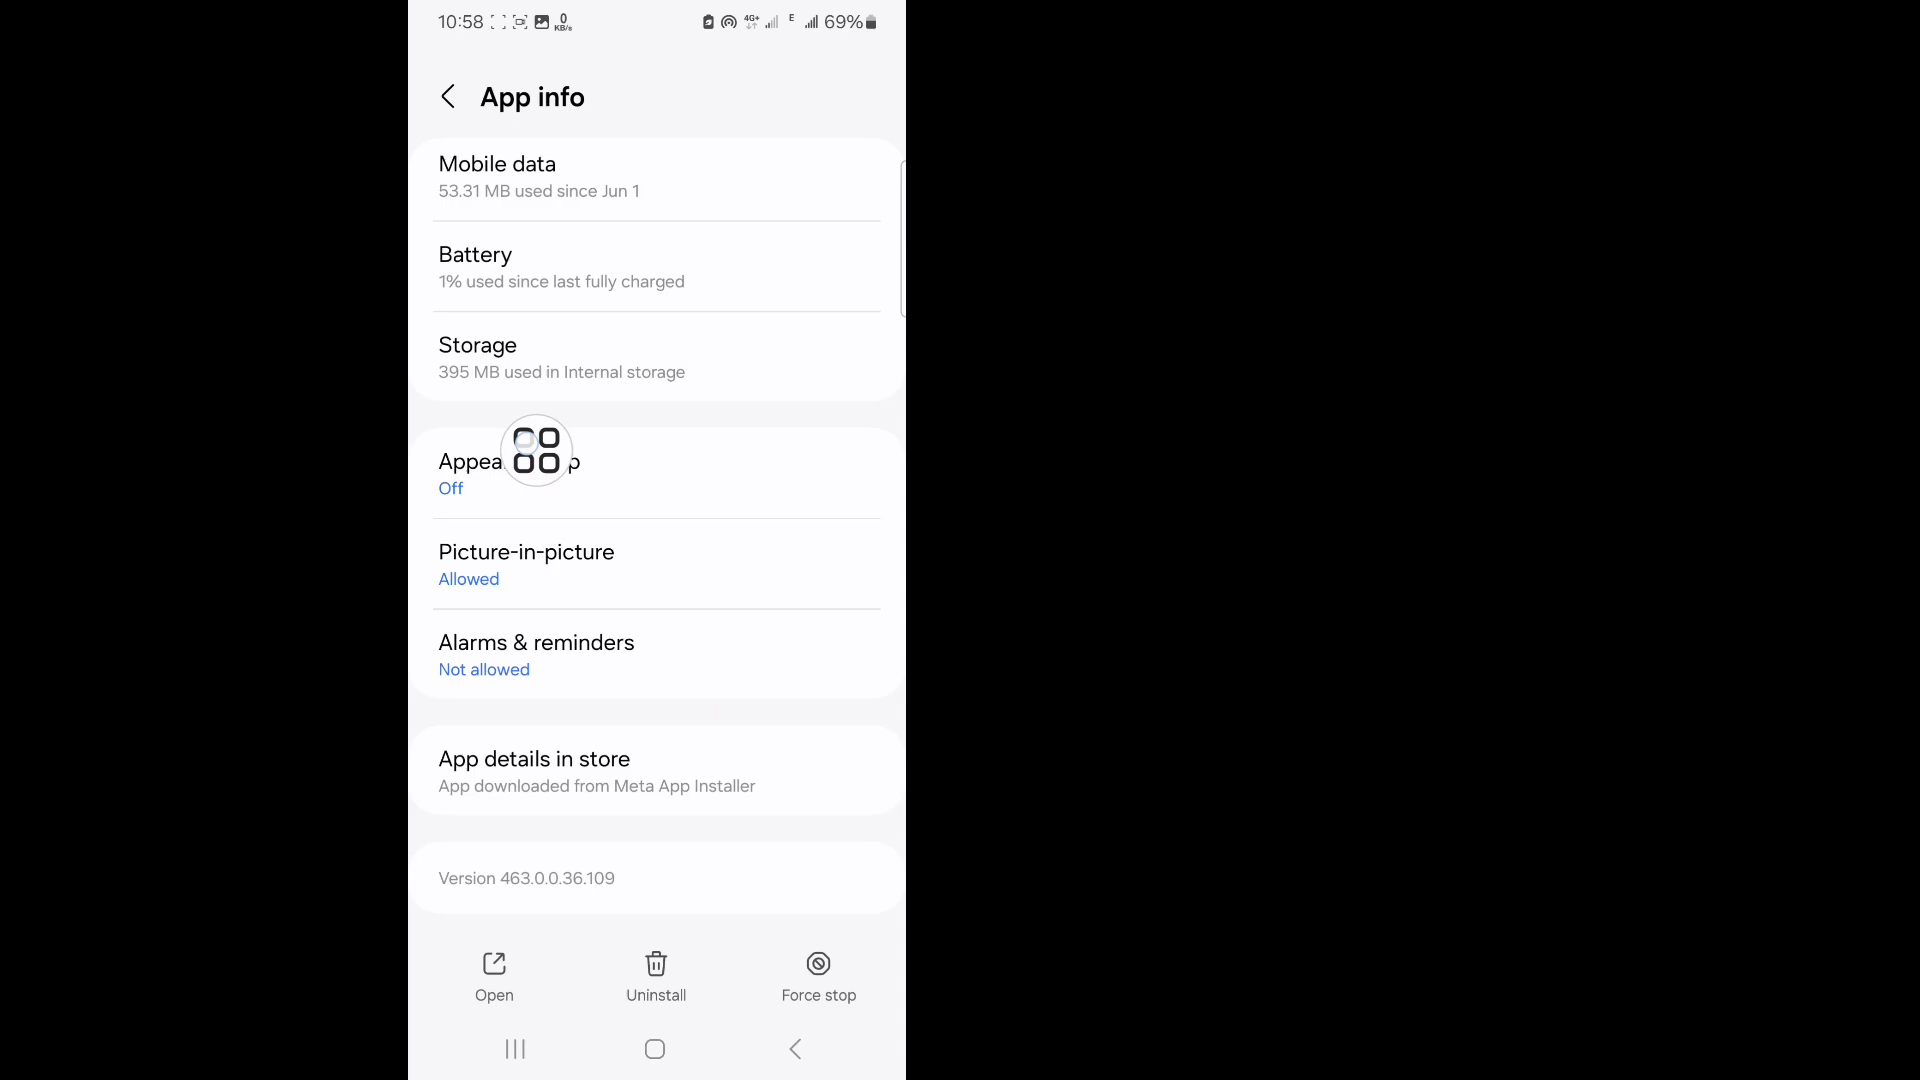 10:58 0 KB/s 4G+ E 69%
App info
Mobile data
53.31 MB used since Jun 1
Battery
1% used since last fully charged
Storage
395 MB used in Internal storage
Appea p
Off
Picture-in-picture
Allowed
Alarms & reminders
Not allowed
App details in store
App downloaded from Meta App Installer
Version 463.0.0.36.109
Open Uninstall Force stop